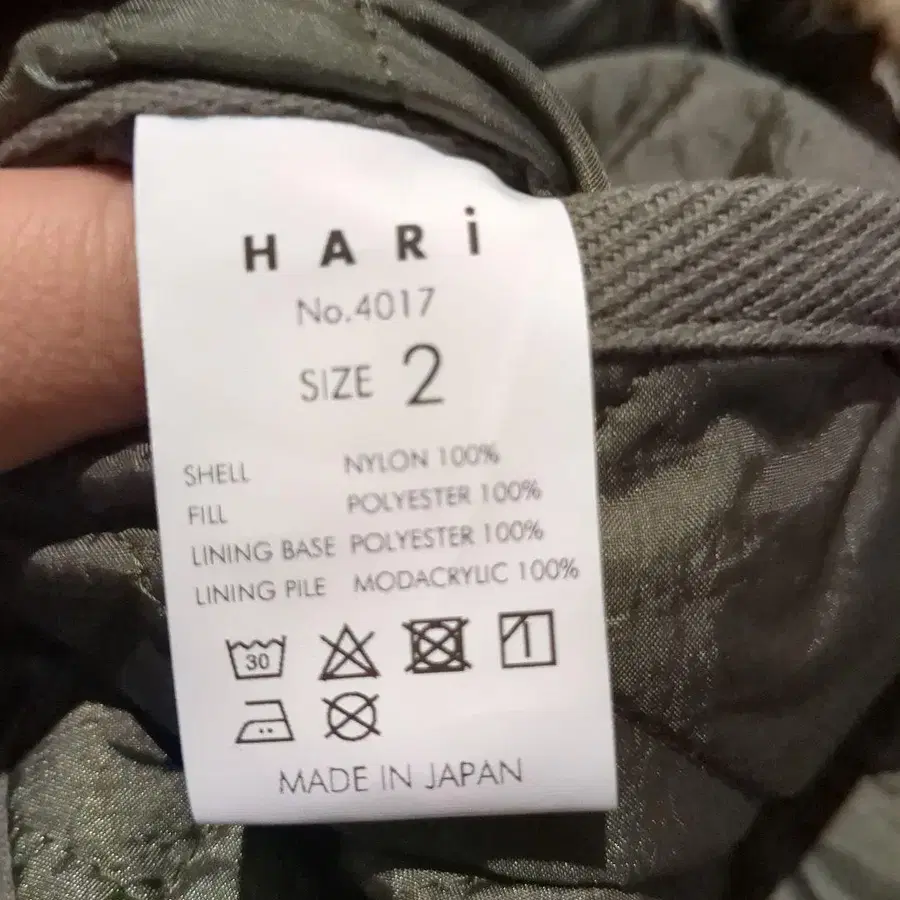 HARi
No.4017
SIZE 2
SHELL NYLON 100%
FILL POLYESTER 100%
LINING BASE POLYESTER 100%
LINING PILE MODACRYLIC 100%
30
MADE IN JAPAN